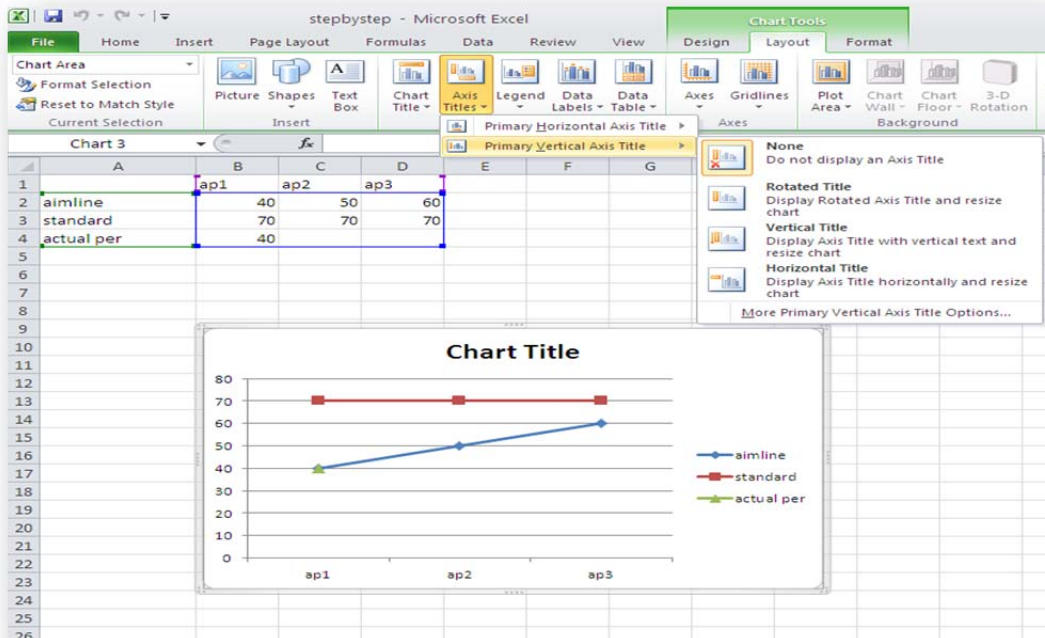 stepbystep - Microsoft Excel
Chart Tools
File Home Insert Page Layout Formulas Data Review View Design Layout Format
Chart Area
Format Selection
Reset to Match Style
Current Selection
Picture Shapes Text Box
Insert
Chart Title Axis Titles Legend Data Labels Data Table
Axes Gridlines
Axes
Plot Area Chart Wall Chart Floor 3-D Rotation
Background
Primary Horizontal Axis Title
Primary Vertical Axis Title
None
Do not display an Axis Title
Rotated Title
Display Rotated Axis Title and resize
chart
Vertical Title
Display Axis Title with vertical text and
resize chart
Horizontal Title
Display Axis Title horizontally and resize
chart
More Primary Vertical Axis Title Options...
Chart 3 fx
A B C D E F G
1 ap1 ap2 ap3
2 aimline 40 50 60
3 standard 70 70 70
4 actual per 40
5
6
7
8
9
10
11
12
13
14
15
16
17
18
19
20
21
22
23
24
25
26
Chart Title
80
70
60
50
40
30
20
10
0
ap1 ap2 ap3
aimline
standard
actual per